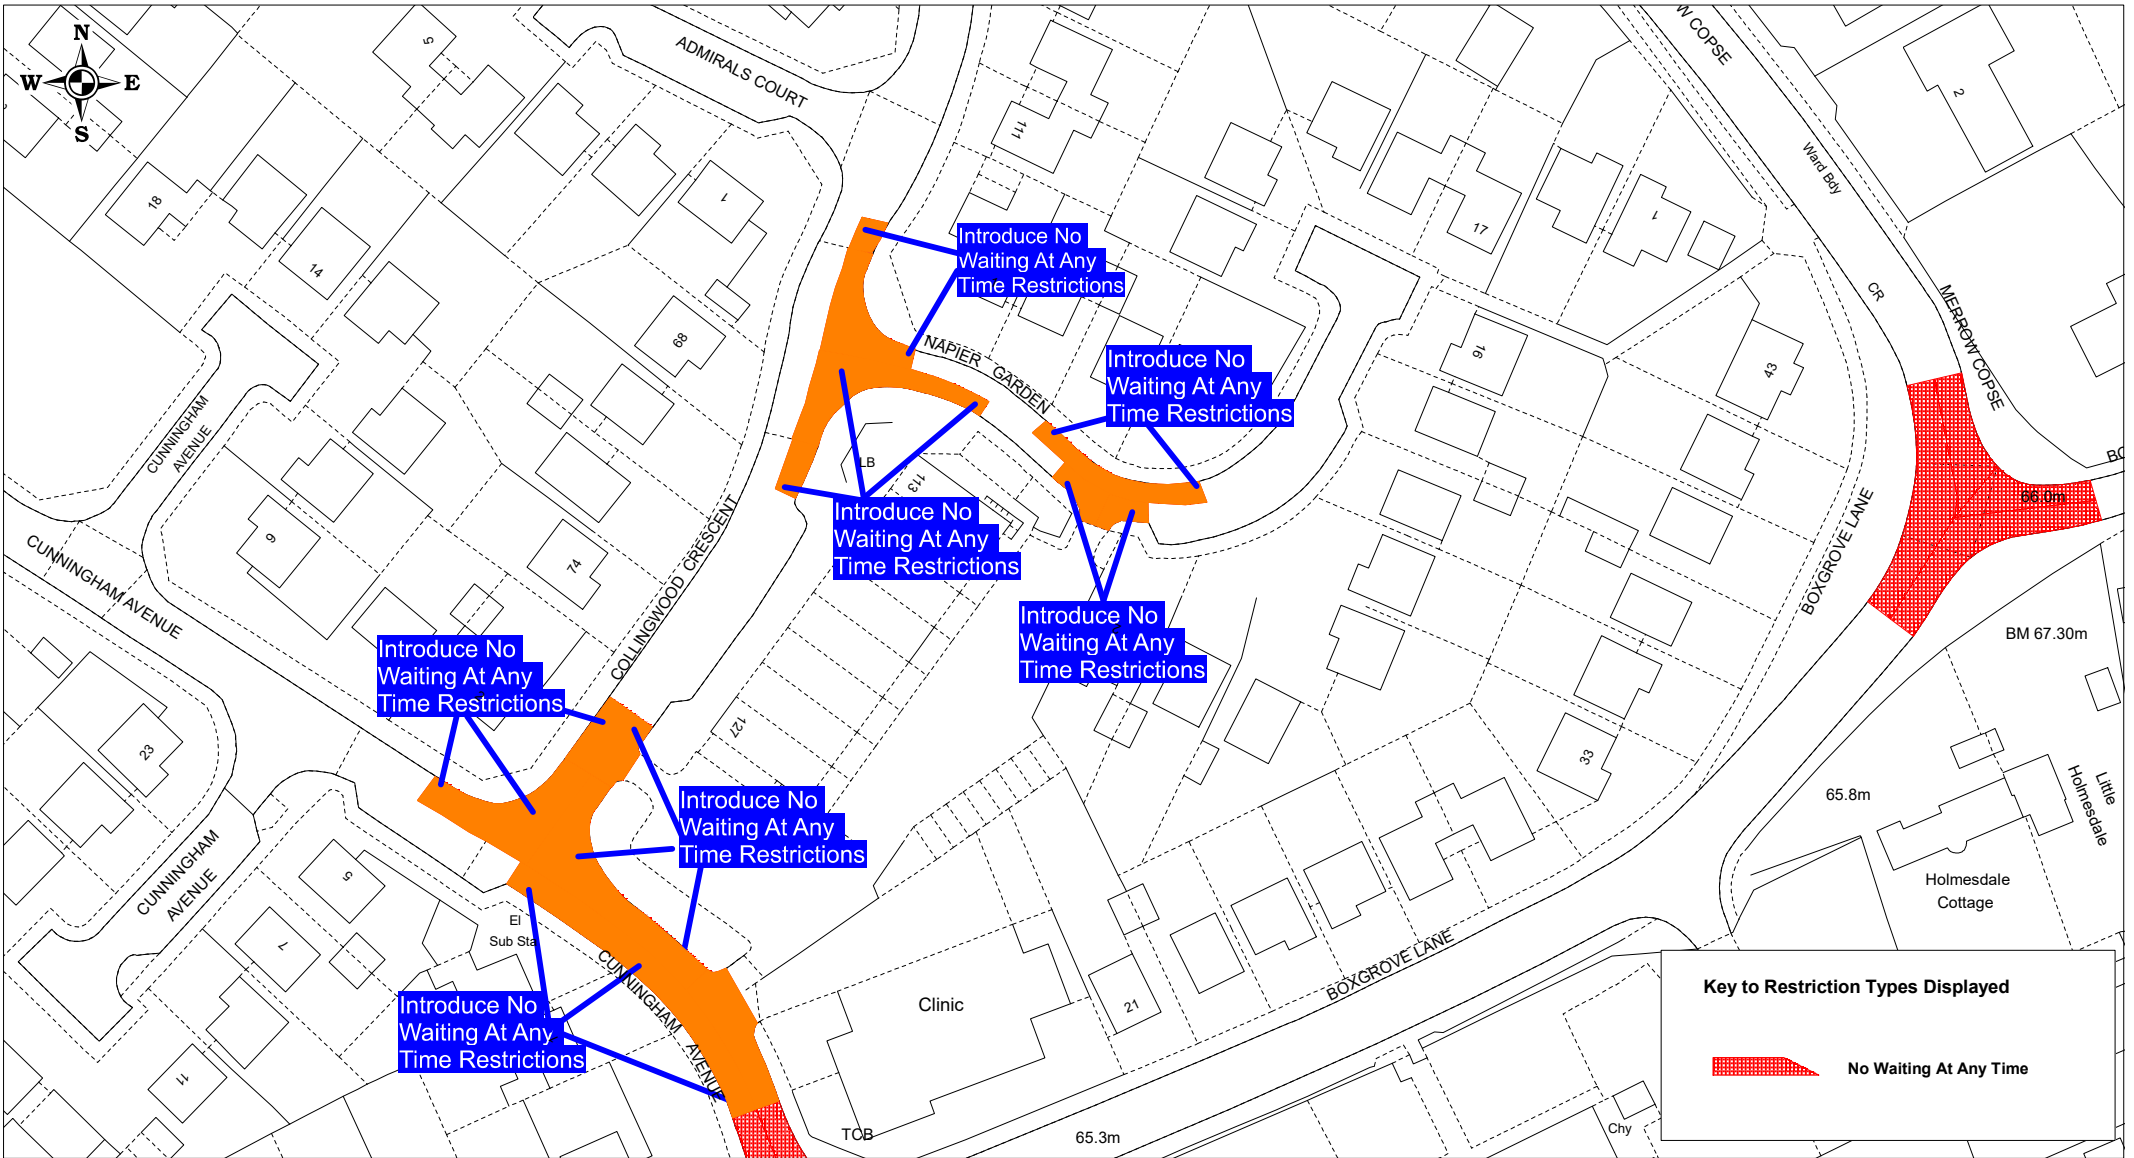 N
W
E
S
ADMIRALS COURT
W COPSE
Ward Bdy
CR
MERROW COPSE
BOXGROVE LANE
66.0m
BM 67.30m
65.8m
Little
Holmesdale
Holmesdale
Cottage
5
18
14
1
68
111
17
1
2
16
43
33
21
9
74
113
127
23
5
7
11
Introduce No
Waiting At Any
Time Restrictions
NAPIER GARDEN
Introduce No
Waiting At Any
Time Restrictions
LB
Introduce No
Waiting At Any
Time Restrictions
Introduce No
Waiting At Any
Time Restrictions
CUNNINGHAM
AVENUE
CUNNINGHAM AVENUE
COLLINGWOOD CRESCENT
Introduce No
Waiting At Any
Time Restrictions
Introduce No
Waiting At Any
Time Restrictions
CUNNINGHAM
AVENUE
El
Sub Sta
CUNNINGHAM AVENUE
Introduce No
Waiting At Any
Time Restrictions
Clinic
BOXGROVE LANE
TCB
65.3m
Chy
Key to Restriction Types Displayed
No Waiting At Any Time